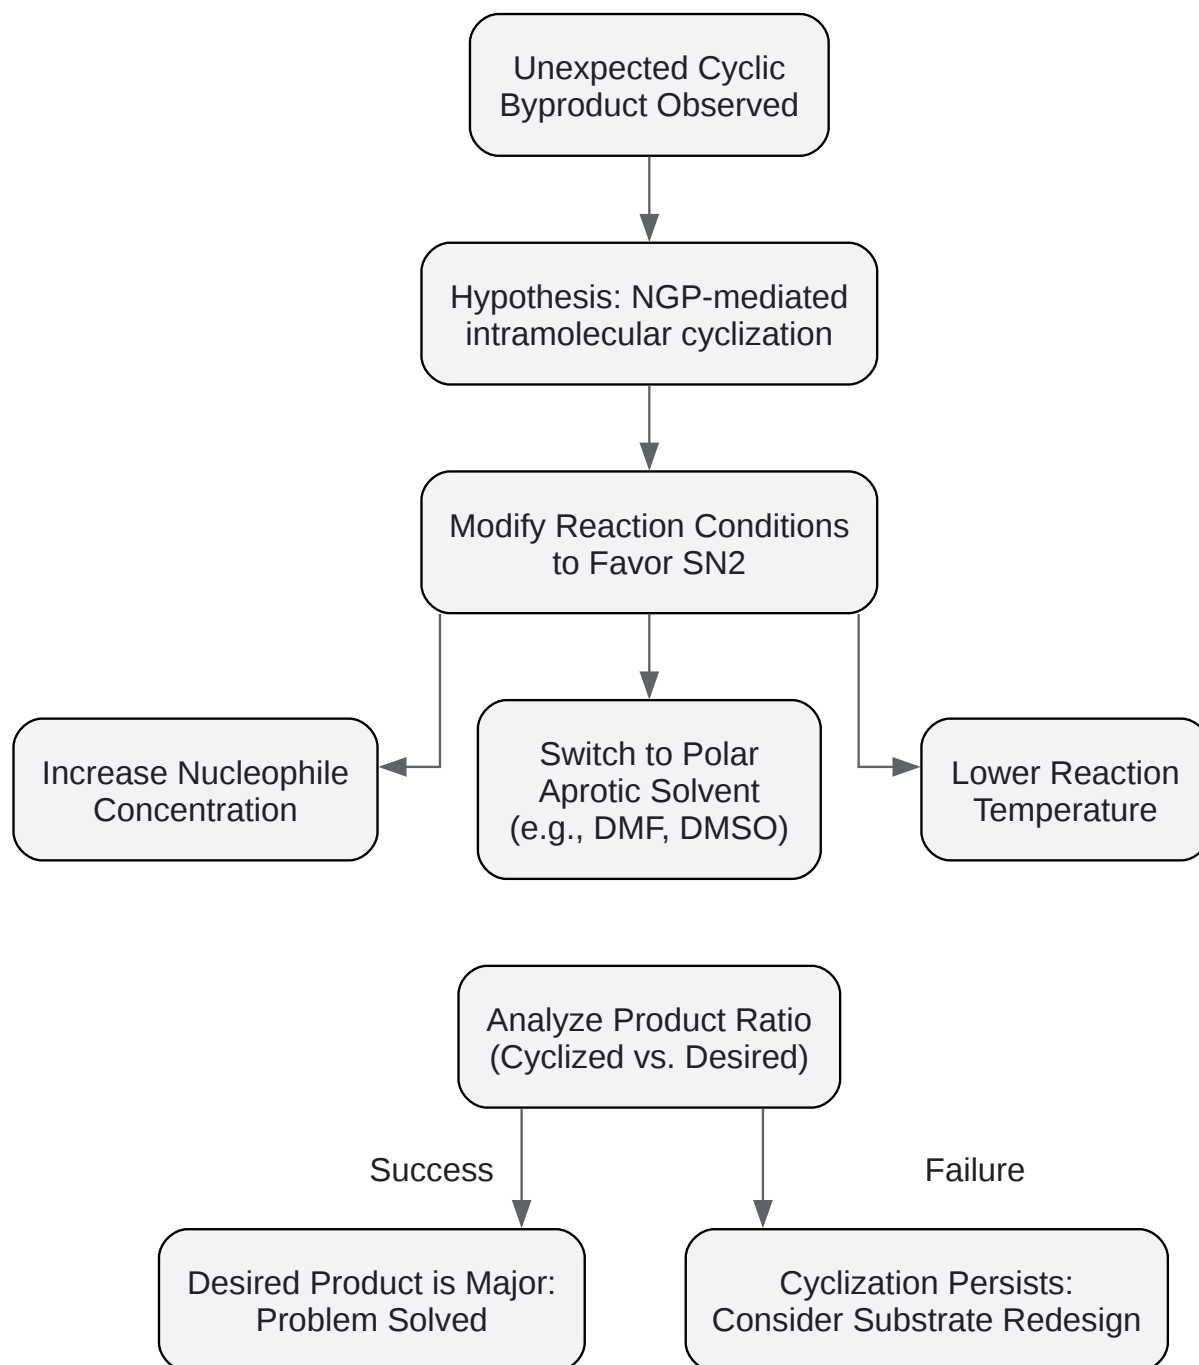 Unexpected Cyclic
Byproduct Observed
Hypothesis: NGP-mediated
intramolecular cyclization
Modify Reaction Conditions
to Favor SN2
Increase Nucleophile
Concentration
Switch to Polar
Aprotic Solvent
(e.g., DMF, DMSO)
Lower Reaction
Temperature
Analyze Product Ratio
(Cyclized vs. Desired)
Success
Failure
Desired Product is Major:
Problem Solved
Cyclization Persists:
Consider Substrate Redesign